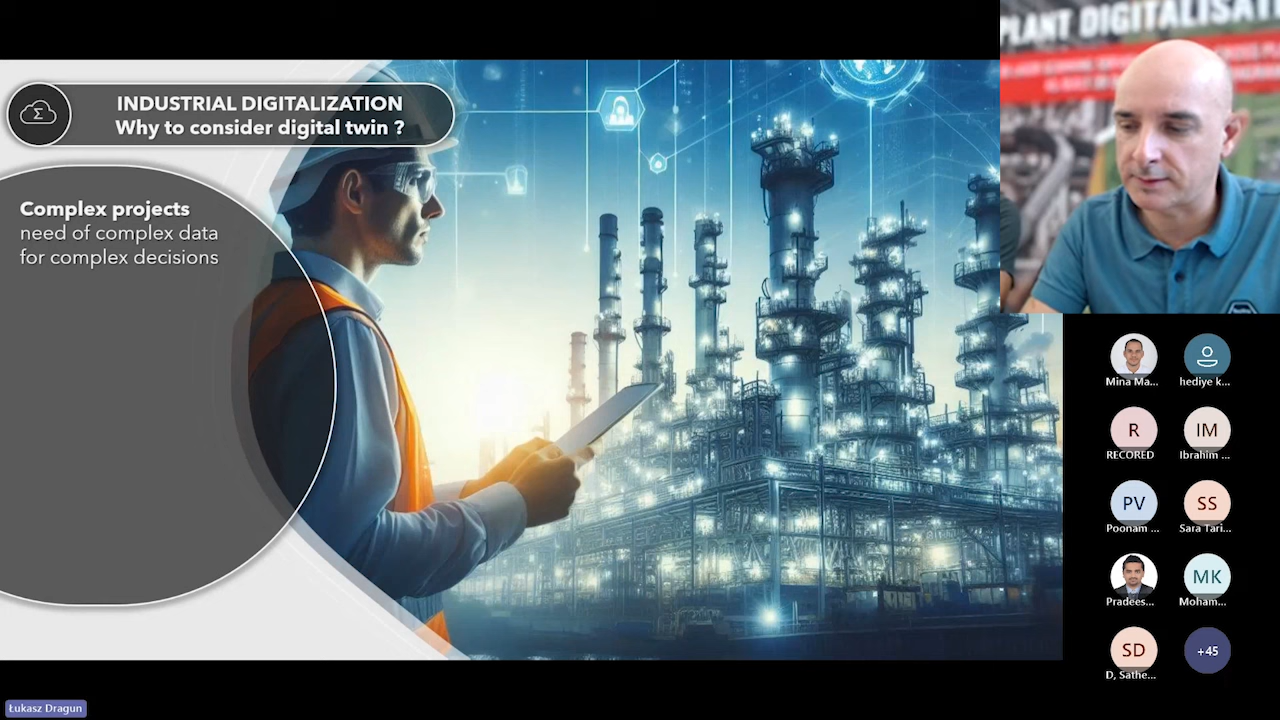 INDUSTRIAL DIGITALIZATION
Why to consider digital twin ?
Σ
Complex projects
need of complex data
for complex decisions
PLANT DIGITALISATI
Mina Ma...
hediye k...
R
RECORED
IM
Ibrahim ...
PV
Poonam ...
SS
Sara Tari...
Pradees...
MK
Moham...
SD
D, Sathe...
+45
Łukasz Dragun